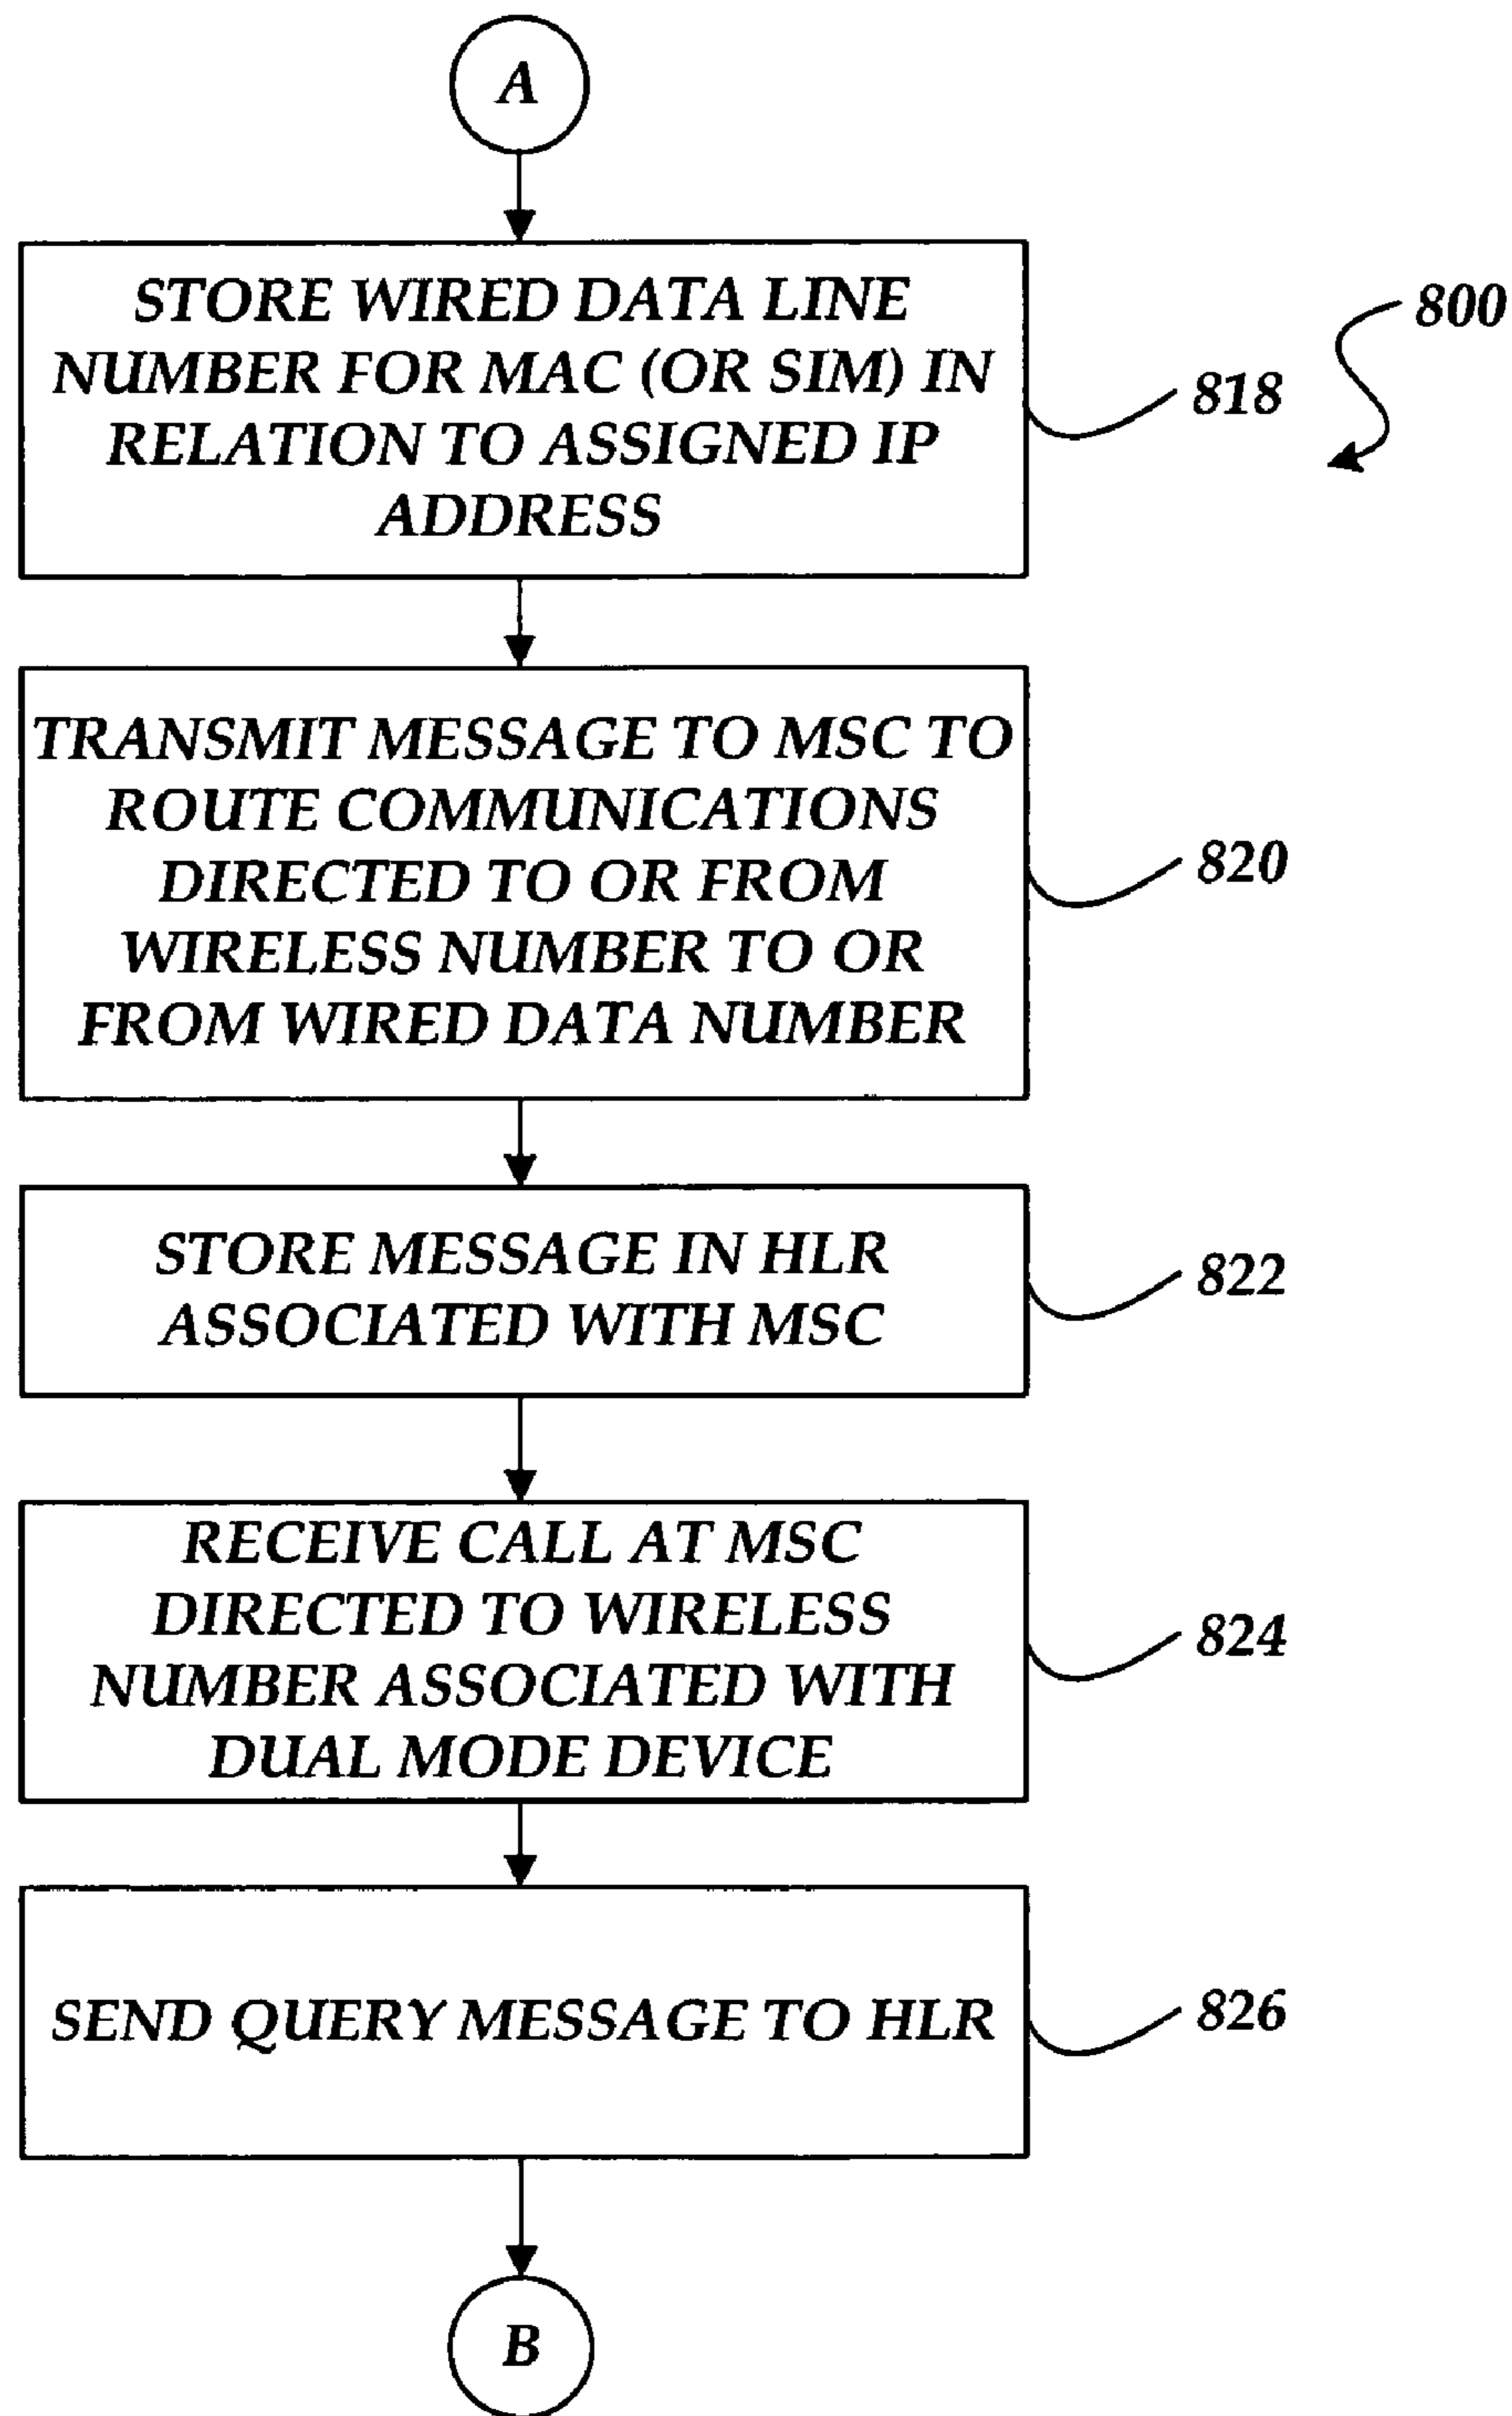 A
STORE WIRED DATA LINE
NUMBER FOR MAC (OR SIM) IN
RELATION TO ASSIGNED IP
ADDRESS
800
818
TRANSMIT MESSAGE TO MSC TO
ROUTE COMMUNICATIONS
DIRECTED TO OR FROM
WIRELESS NUMBER TO OR
FROM WIRED DATA NUMBER
820
STORE MESSAGE IN HLR
ASSOCIATED WITH MSC
822
RECEIVE CALL AT MSC
DIRECTED TO WIRELESS
NUMBER ASSOCIATED WITH
DUAL MODE DEVICE
824
SEND QUERY MESSAGE TO HLR
826
B